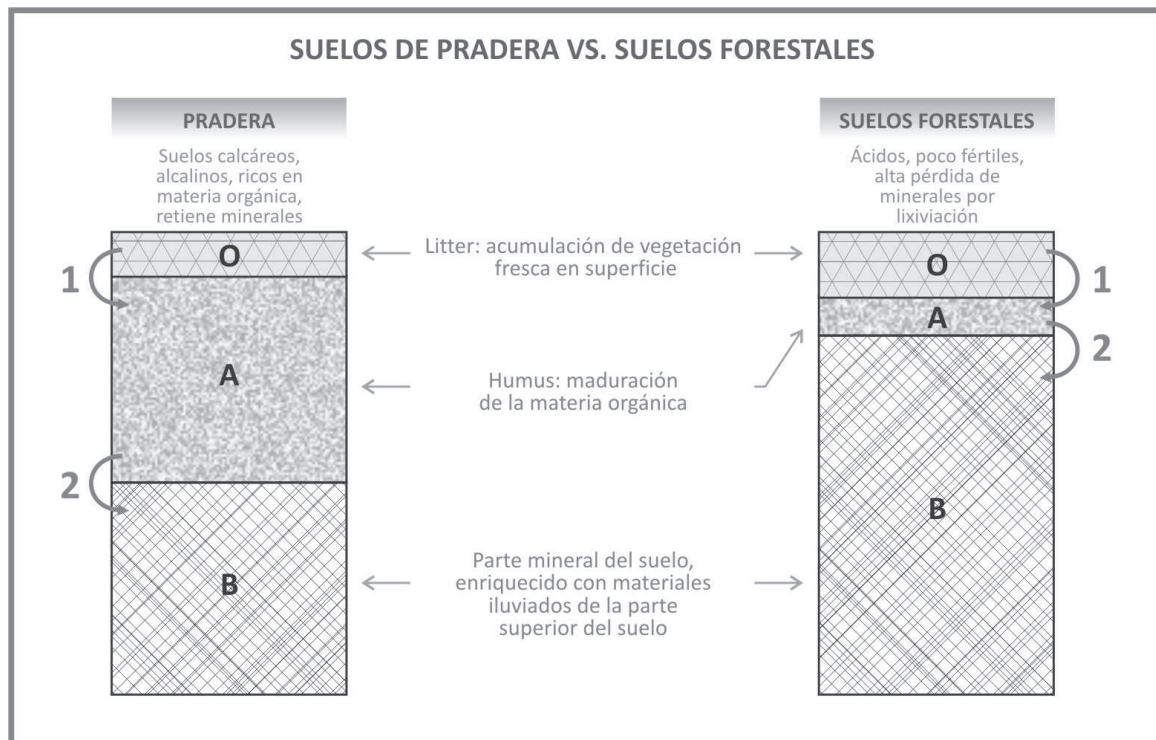 SUELOS DE PRADERA VS. SUELOS FORESTALES
PRADERA
Suelos calcáreos,
alcalinos, ricos en
materia orgánica,
retiene minerales
SUELOS FORESTALES
Ácidos, poco fértiles,
alta pérdida de
minerales por
lixiviación
O
1
A
2
B
Litter: acumulación de vegetación
fresca en superficie
Humus: maduración
de la materia orgánica
Parte mineral del suelo,
enriquecido con materiales
iluviados de la parte
superior del suelo
O
1
A
2
B